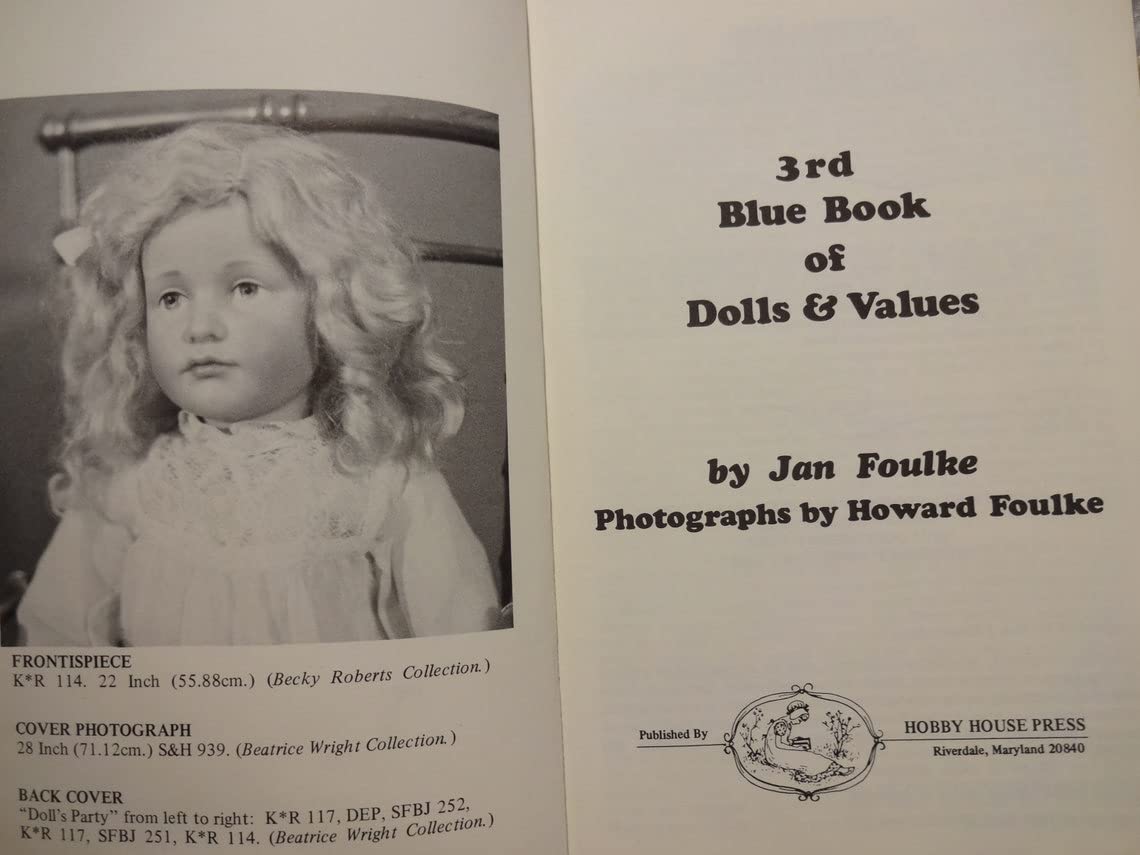 FRONTISPIECE
K*R 114. 22 Inch (55.88cm.) (Becky Roberts Collection.)
COVER PHOTOGRAPH
28 Inch (71.12cm.) S&H 939. (Beatrice Wright Collection.)
BACK COVER
“Doll's Party” from left to right: K*R 117, DEP, SFBJ 252,
K*R 117, SFBJ 251, K*R 114. (Beatrice Wright Collection.)
3rd
Blue Book
of
Dolls & Values
by Jan Foulke
Photographs by Howard Foulke
Published By
HOBBY HOUSE PRESS
Riverdale, Maryland 20840